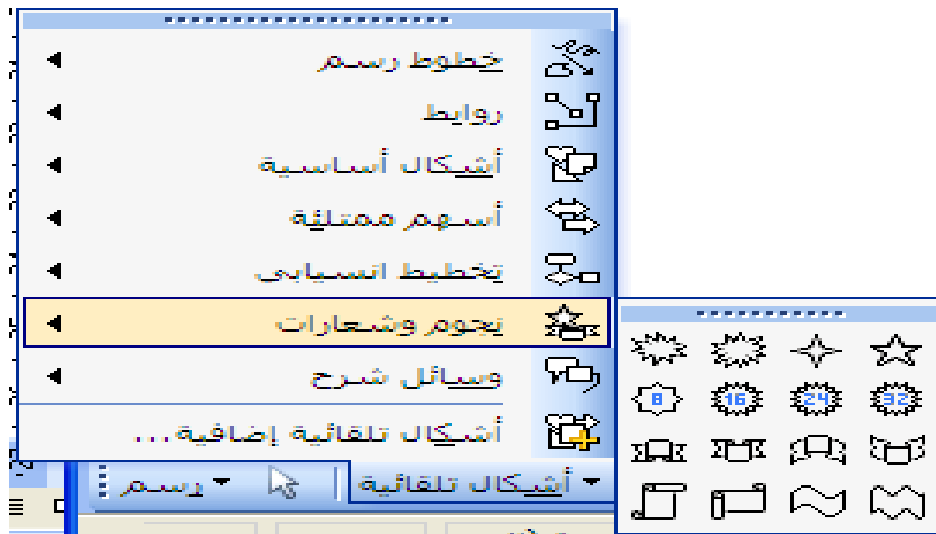 خطوط رسم
روابط
أشكال أساسية
أسهم ممتلئة
تخطيط انسيابي
نجوم وشعارات
وسائل شرح
أشكال تلقائية إضافية...
8 16 24 32
أشكال تلقائية رسم